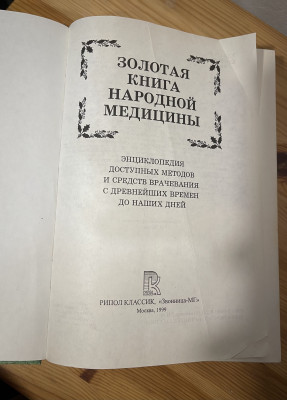 ЗОЛОТАЯ
КНИГА
НАРОДНОЙ
МЕДИЦИНЫ
ЭНЦИКЛОПЕДИЯ
ДОСТУПНЫХ МЕТОДОВ
И СРЕДСТВ ВРАЧЕВАНИЯ
С ДРЕВНЕЙШИХ ВРЕМЕН
ДО НАШИХ ДНЕЙ
РИПОЛ КЛАССИК, «Звонница-МГ»
Москва, 1999